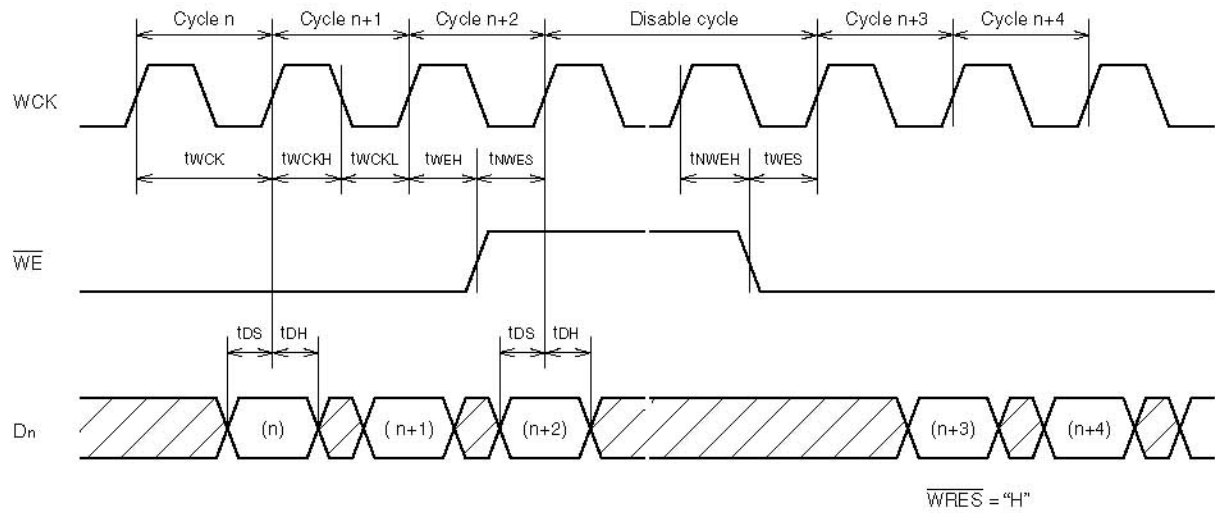 Cycle n Cycle n+1 Cycle n+2 Disable cycle Cycle n+3 Cycle n+4
WCK
tWCK tWCKH tWCKL tWEH tNWES tNWEH tWES
WE
tDS tDH tDS tDH
Dn (n) (n+1) (n+2) (n+3) (n+4)
WRES = “H”